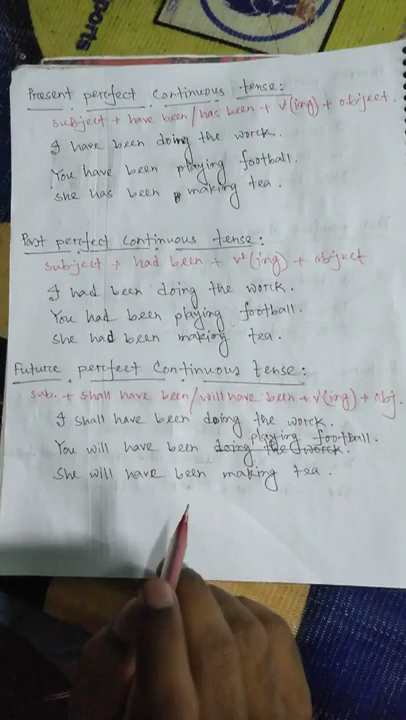 ports
Present perfect Continuous tense:
subject + have been/has been + v¹(ing) + object.
I have been doing the work.
You have been playing football.
she has been making tea.
Past perfect continuous tense:
subject + had been + v¹(ing) + object
I had been doing the work.
You had been playing football.
she had been making tea.
Future perfect Continuous tense:
sub. + shall have been/will have been + v¹(ing) + obj.
I shall have been doing the work.
playing football.
You will have been doing the work.
She will have been making tea.